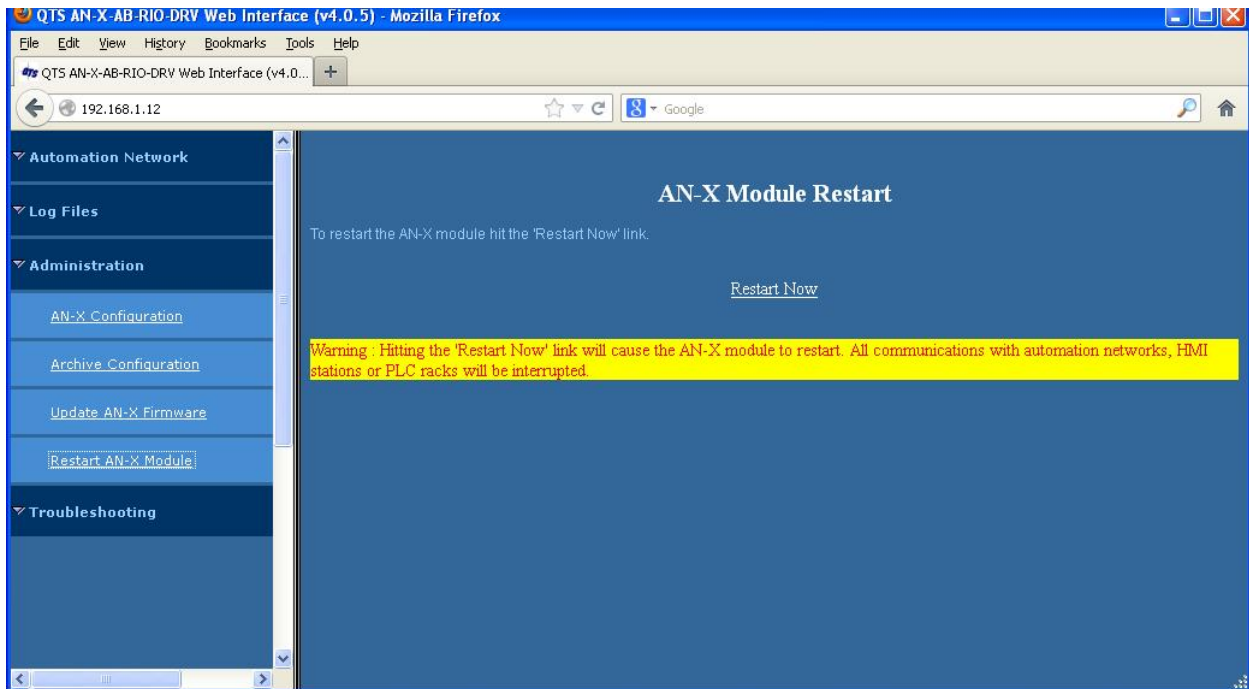 QTS AN-X-AB-RIO-DRV Web Interface (v4.0.5) - Mozilla Firefox
File Edit View History Bookmarks Tools Help
QTS AN-X-AB-RIO-DRV Web Interface (v4.0... +
192.168.1.12 Google
Automation Network
Log Files
Administration
AN-X Configuration
Archive Configuration
Update AN-X Firmware
Restart AN-X Module
Troubleshooting
AN-X Module Restart
To restart the AN-X module hit the 'Restart Now' link.
Restart Now
Warning : Hitting the 'Restart Now' link will cause the AN-X module to restart. All communications with automation networks, HMI
stations or PLC racks will be interrupted.